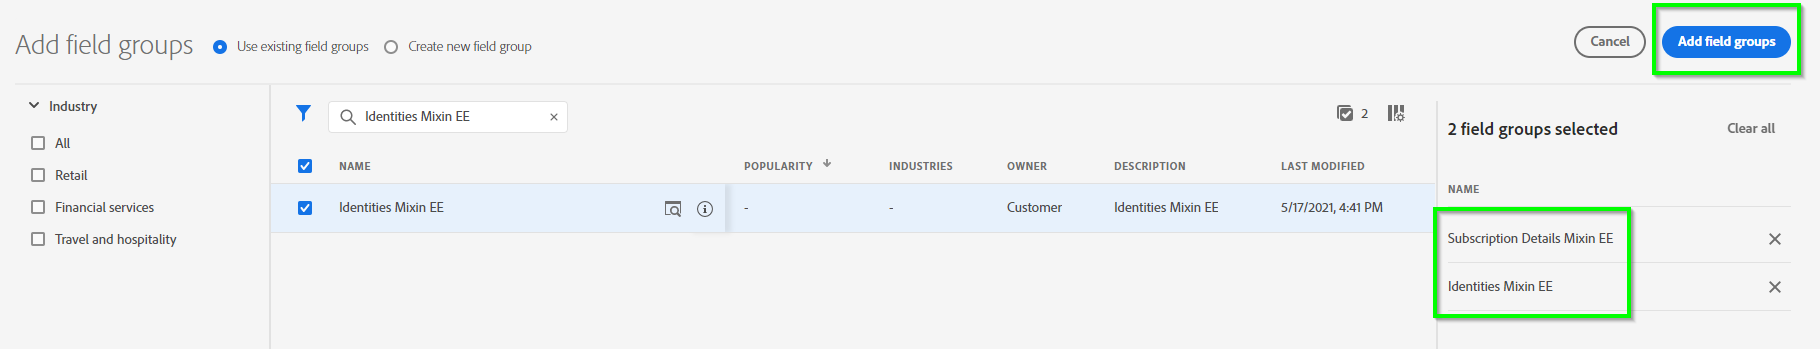 Add field groups
Use existing field groups
Create new field group
Cancel
Add field groups
Industry
All
Retail
Financial services
Travel and hospitality
Identities Mixin EE
2
NAME POPULARITY INDUSTRIES OWNER DESCRIPTION LAST MODIFIED
Identities Mixin EE - - Customer Identities Mixin EE 5/17/2021, 4:41 PM
2 field groups selected
Clear all
NAME
Subscription Details Mixin EE
Identities Mixin EE